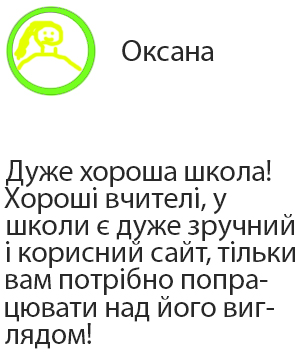 Оксана
Дуже хороша школа!
Хороші вчителі, у
школи є дуже зручний
і корисний сайт, тільки
вам потрібно попра-
цювати над його виг-
лядом!